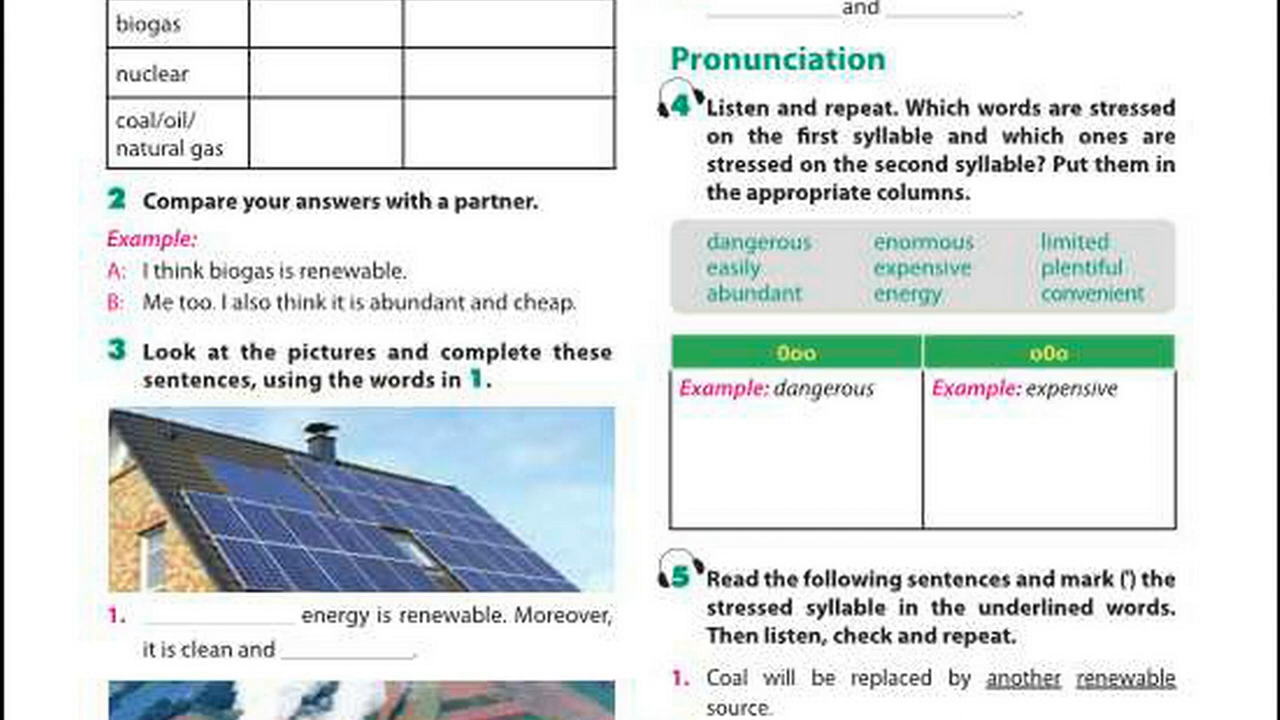 biogas
nuclear
coal/oil/
natural gas
2 Compare your answers with a partner.
Example:
A: I think biogas is renewable.
B: Me too. I also think it is abundant and cheap.
3 Look at the pictures and complete these
sentences, using the words in 1.
1. ______________ energy is renewable. Moreover,
it is clean and ____________.
____________ and ____________.
Pronunciation
4 Listen and repeat. Which words are stressed
on the first syllable and which ones are
stressed on the second syllable? Put them in
the appropriate columns.
dangerous enormous limited
easily expensive plentiful
abundant energy convenient
Ooo oOo
Example: dangerous Example: expensive
5 Read the following sentences and mark (') the
stressed syllable in the underlined words.
Then listen, check and repeat.
1. Coal will be replaced by another renewable
source.